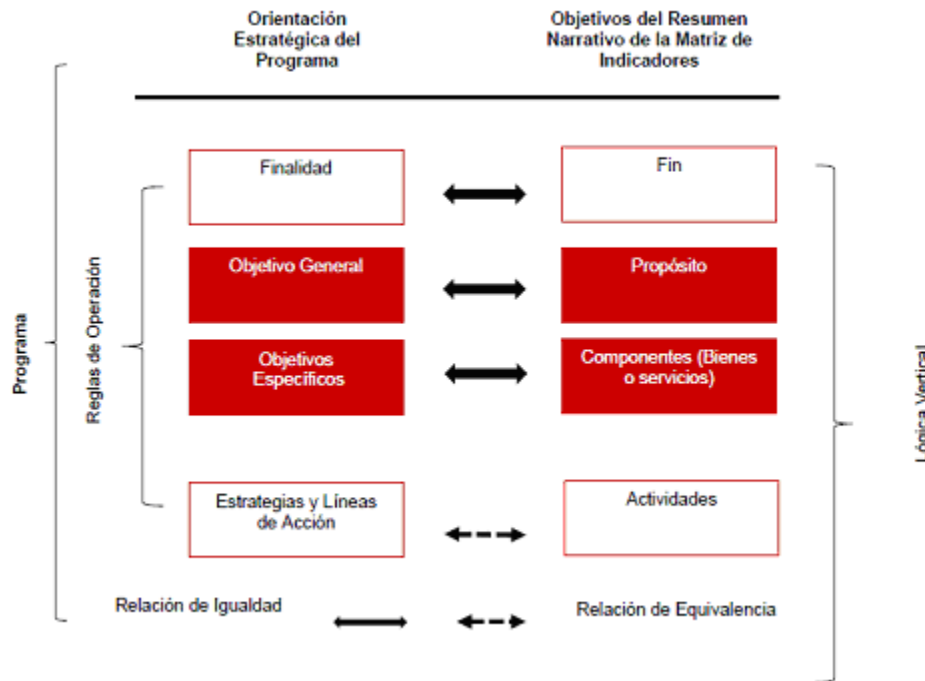 Orientación
Estratégica del
Programa
Objetivos del Resumen
Narrativo de la Matriz de
Indicadores
Finalidad
Fin
Objetivo General
Propósito
Objetivos
Específicos
Componentes (Bienes
o servicios)
Estrategias y Líneas
de Acción
Actividades
Relación de Igualdad
Relación de Equivalencia
Programa
Reglas de Operación
Lógica Vertical